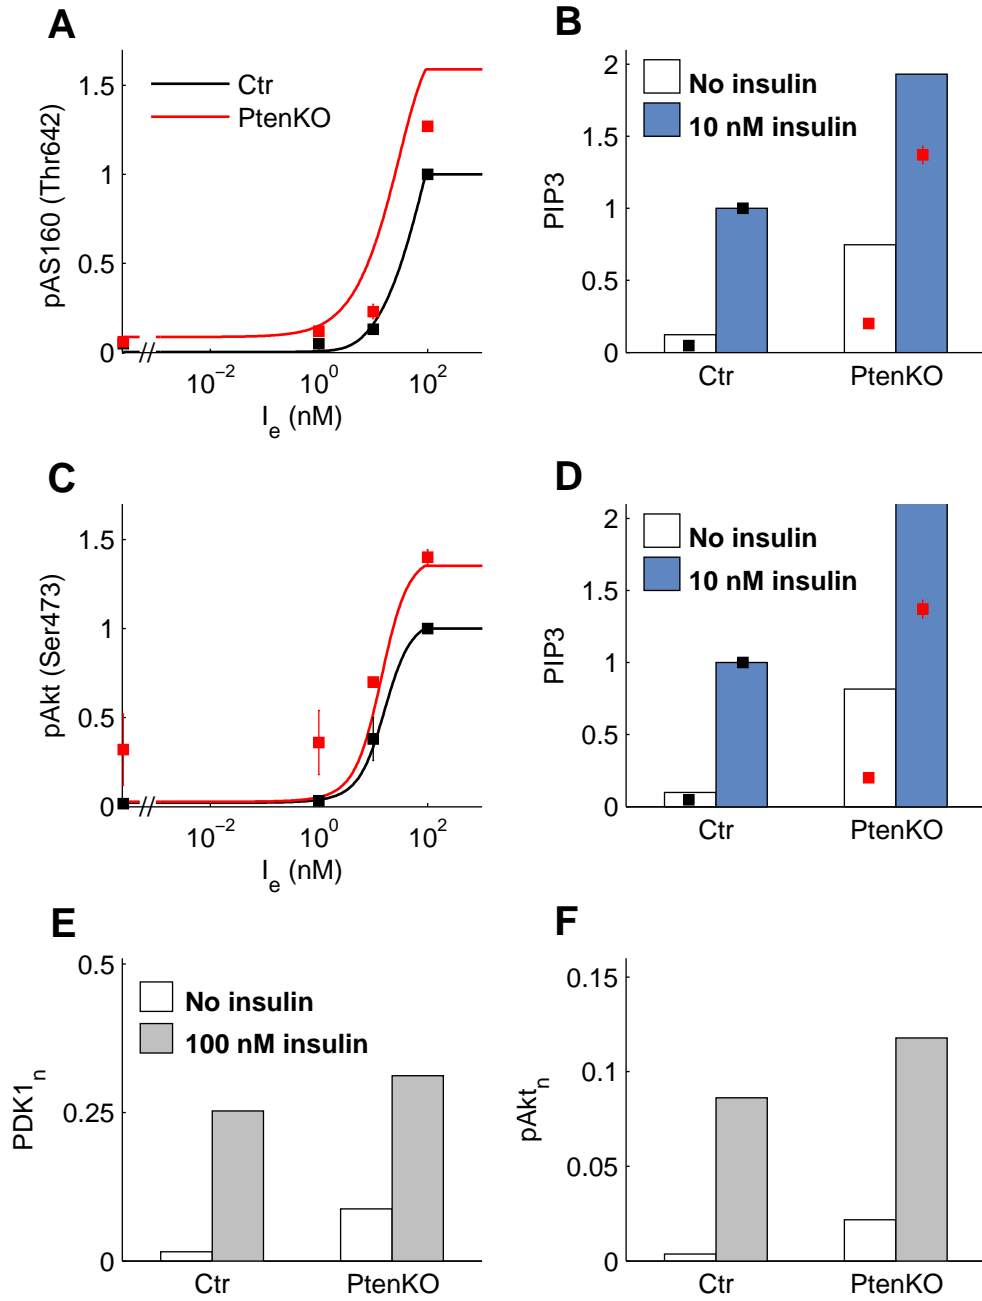 A
pAS160 (Thr642)
1.5
1
0.5
0
Ctr
PtenKO
//
10^−2
10^0
10^2
I_e (nM)
B
PIP3
2
1.5
1
0.5
0
No insulin
10 nM insulin
Ctr
PtenKO
C
pAkt (Ser473)
1.5
1
0.5
0
//
10^−2
10^0
10^2
I_e (nM)
D
PIP3
2
1.5
1
0.5
0
No insulin
10 nM insulin
Ctr
PtenKO
E
PDK1_n
0.5
0.25
0
No insulin
100 nM insulin
Ctr
PtenKO
F
pAkt_n
0.15
0.1
0.05
0
Ctr
PtenKO